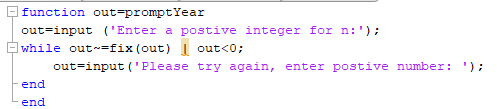 function out=promptYear
out=input ('Enter a postive integer for n:');
while out~=fix(out) | out<0;
out=input('Please try again, enter postive number: ');
end
end